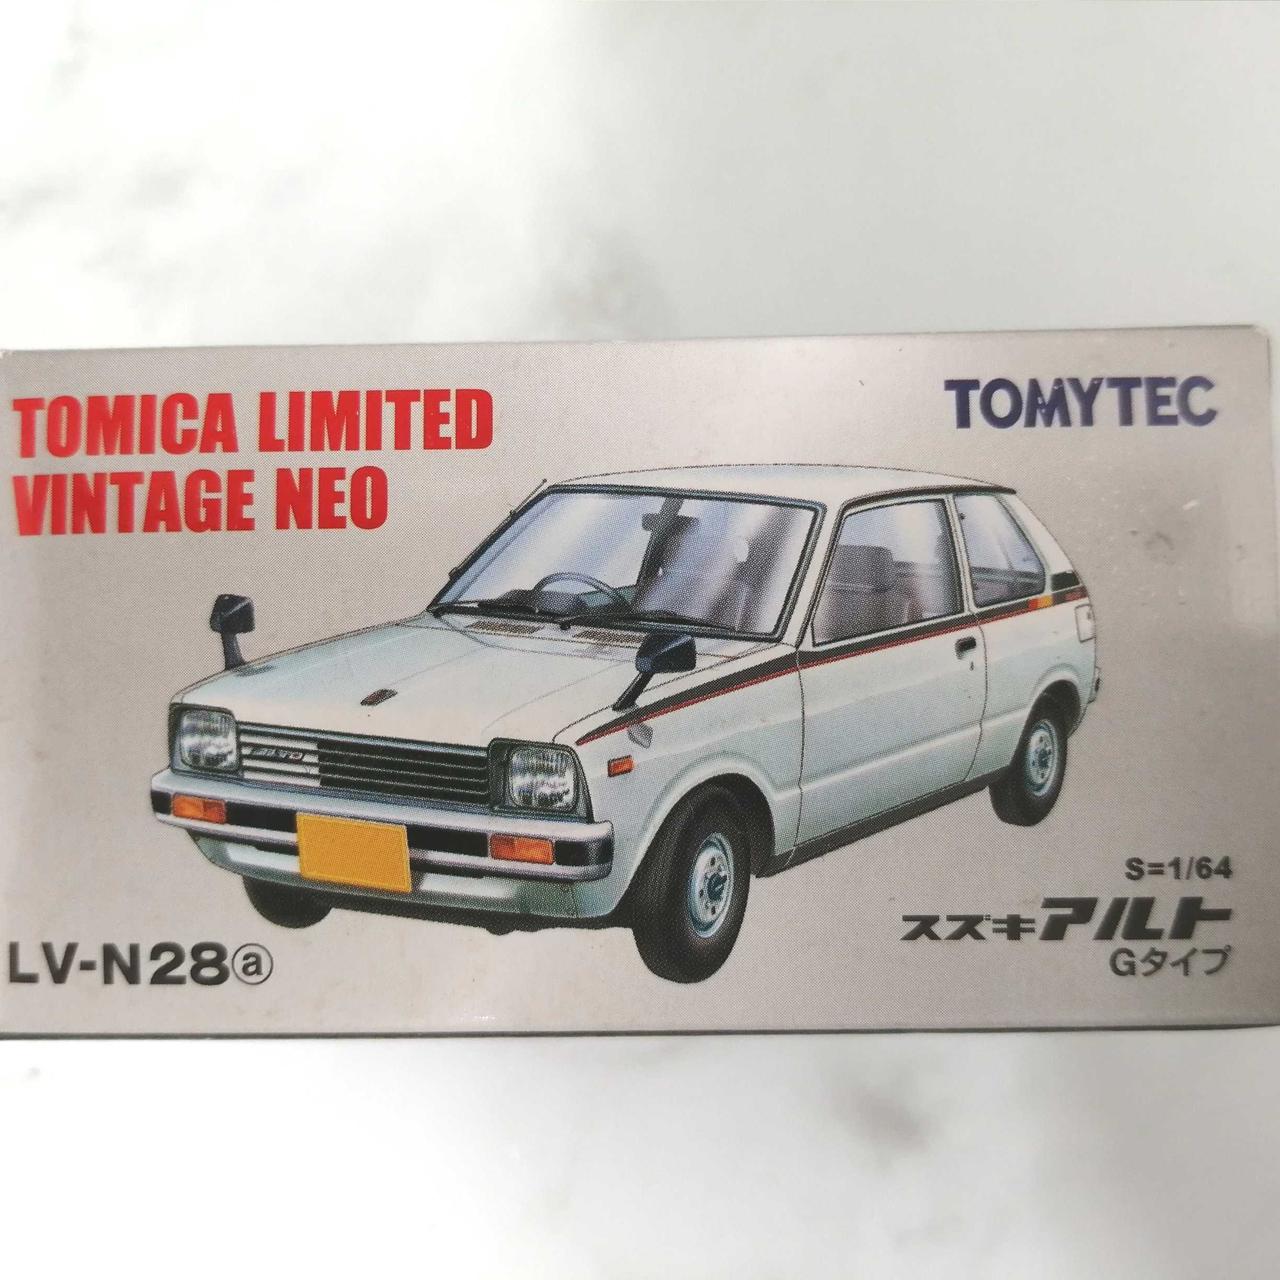 TOMICA LIMITED
VINTAGE NEO
TOMYTEC
ALTO
S=1/64
スズキアルト
Gタイプ
LV-N28ⓐ